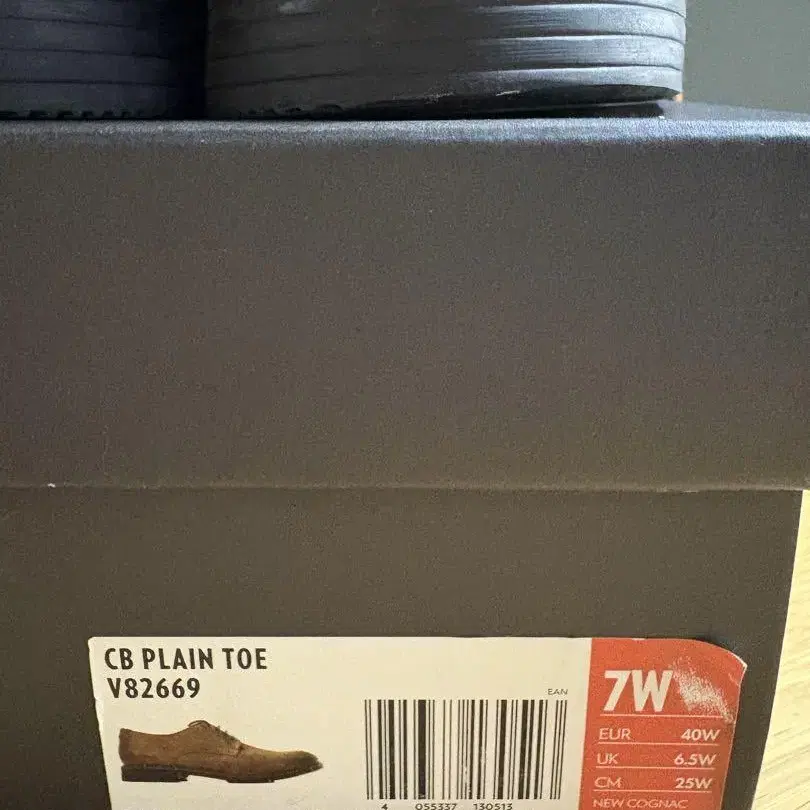 CB PLAIN TOE
V82669
EAN
4 055337 130513
7W
EUR 40W
UK 6.5W
CM 25W
NEW COGNAC